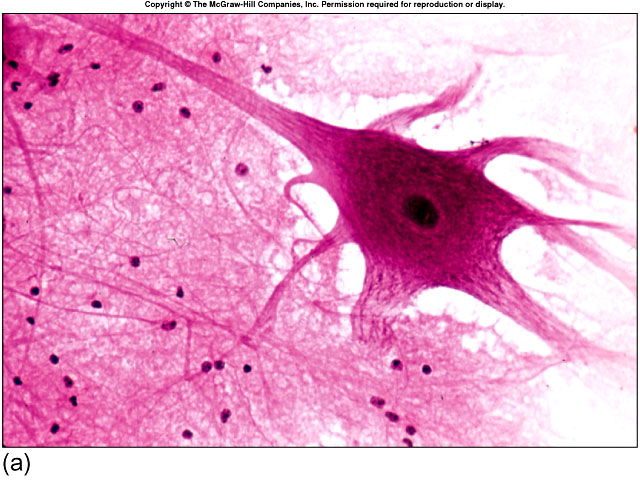 Copyright © The McGraw-Hill Companies, Inc. Permission required for reproduction or display.
(a)